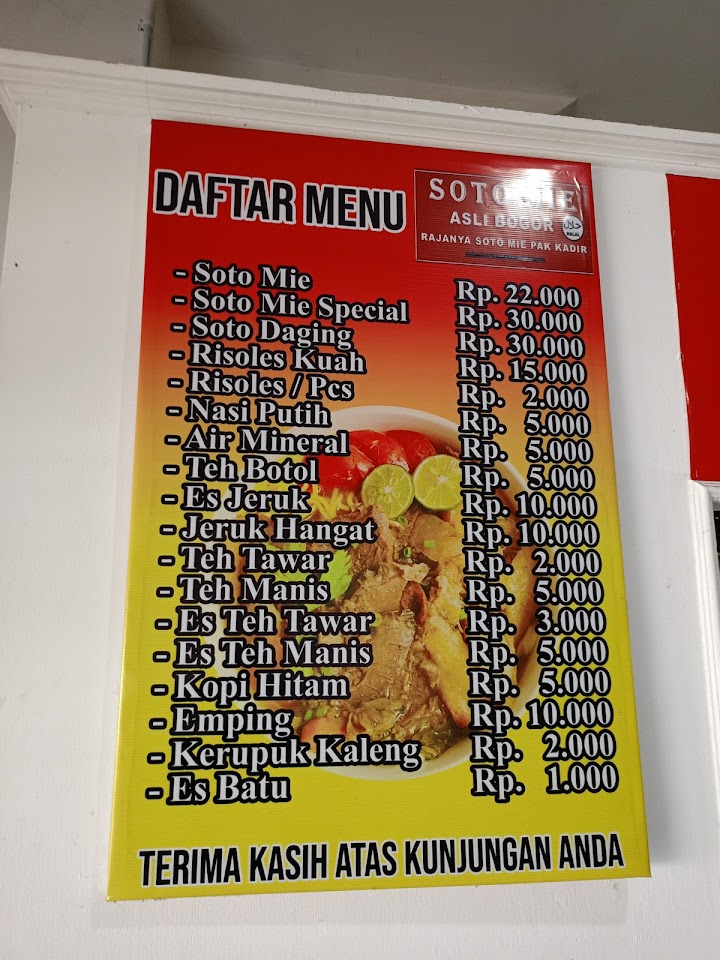 DAFTAR MENU
SOTO MIE
ASLI BOGOR
HALAL
RAJANYA SOTO MIE PAK KADIR
- Soto Mie Rp. 22.000
- Soto Mie Special Rp. 30.000
- Soto Daging Rp. 30.000
- Risoles Kuah Rp. 15.000
- Risoles / Pcs Rp. 2.000
- Nasi Putih Rp. 5.000
- Air Mineral Rp. 5.000
- Teh Botol Rp. 5.000
- Es Jeruk Rp. 10.000
- Jeruk Hangat Rp. 10.000
- Teh Tawar Rp. 2.000
- Teh Manis Rp. 5.000
- Es Teh Tawar Rp. 3.000
- Es Teh Manis Rp. 5.000
- Kopi Hitam Rp. 5.000
- Emping Rp. 10.000
- Kerupuk Kaleng Rp. 2.000
- Es Batu Rp. 1.000
TERIMA KASIH ATAS KUNJUNGAN ANDA